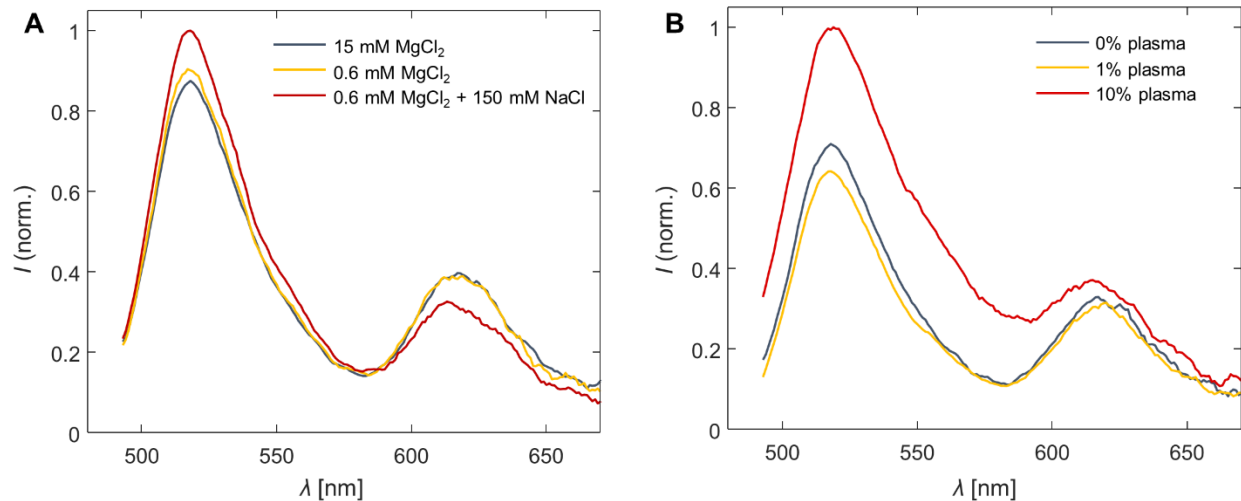 A
15 mM MgCl₂
0.6 mM MgCl₂
0.6 mM MgCl₂ + 150 mM NaCl
I (norm.)
1
0.8
0.6
0.4
0.2
0
500
550
600
650
λ [nm]
B
0% plasma
1% plasma
10% plasma
I (norm.)
1
0.8
0.6
0.4
0.2
0
500
550
600
650
λ [nm]